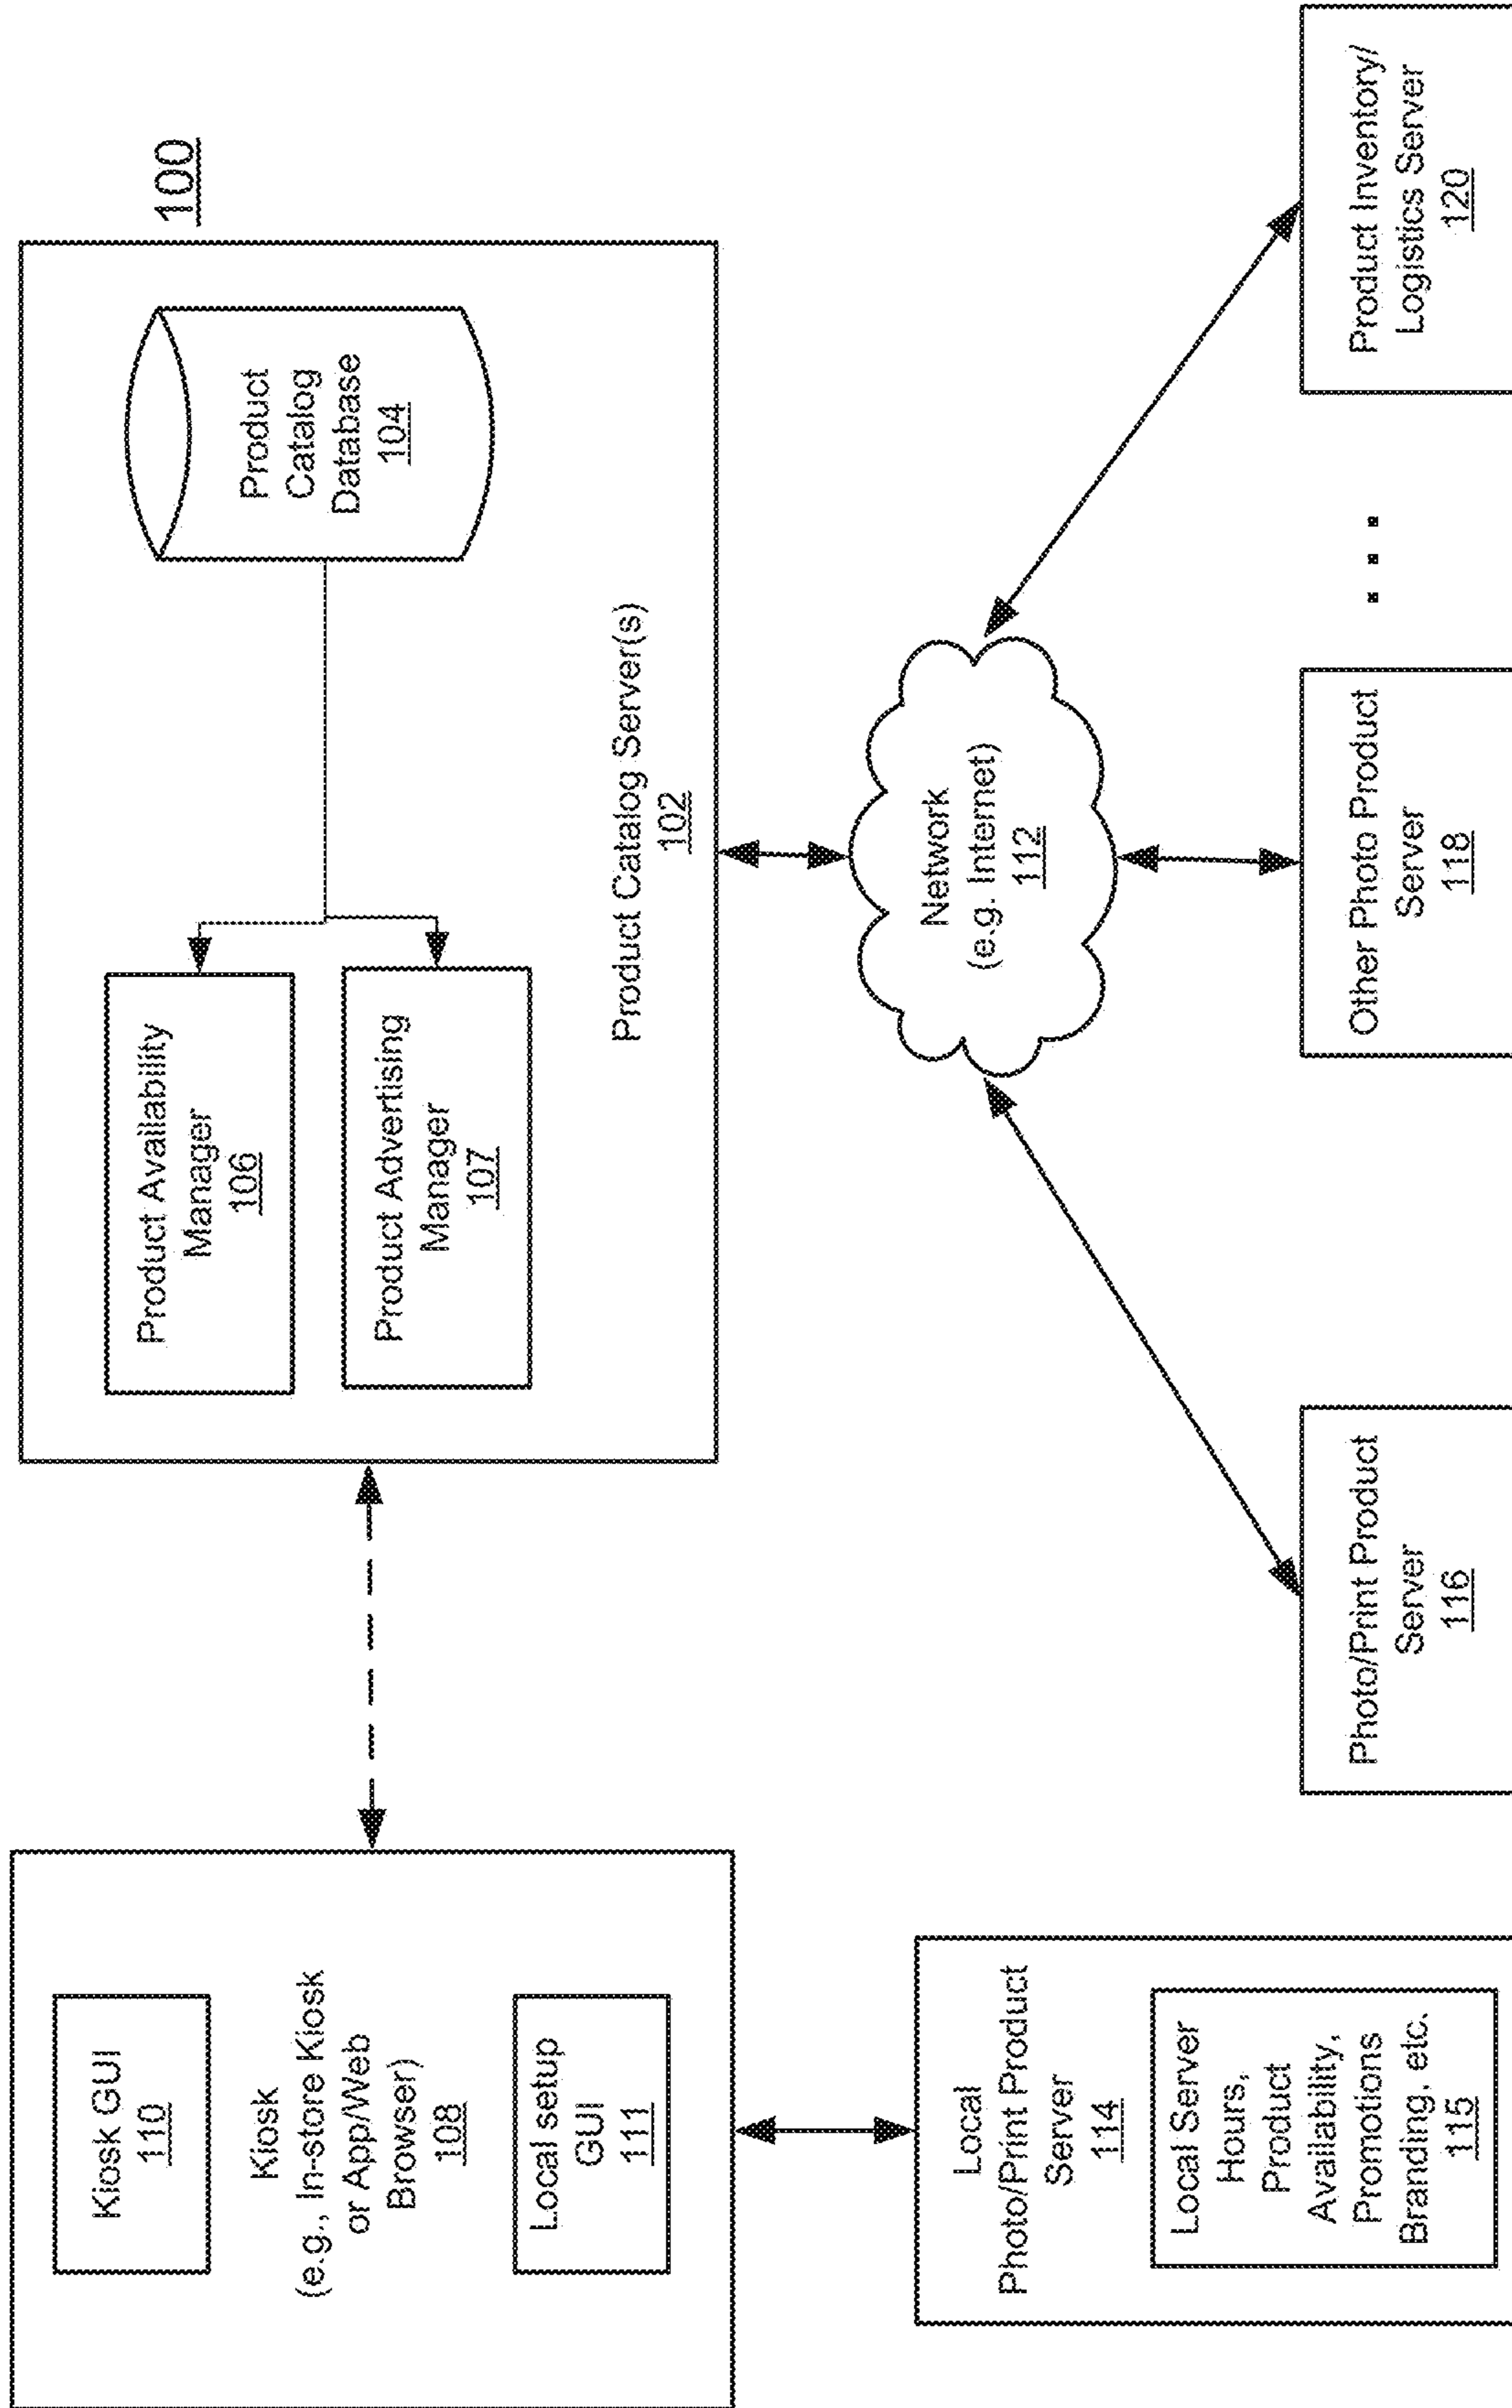 100
Kiosk GUI
110
Kiosk
(e.g., In-store Kiosk
or App/Web
Browser)
108
Local setup
GUI
111
Product Availability
Manager
106
Product Advertising
Manager
107
Product
Catalog
Database
104
Product Catalog Server(s)
102
Network
(e.g. Internet)
112
Local
Photo/Print Product
Server
114
Local Server
Hours,
Product
Availability,
Promotions
Branding, etc.
115
Photo/Print Product
Server
116
Other Photo Product
Server
118
. . .
Product Inventory/
Logistics Server
120